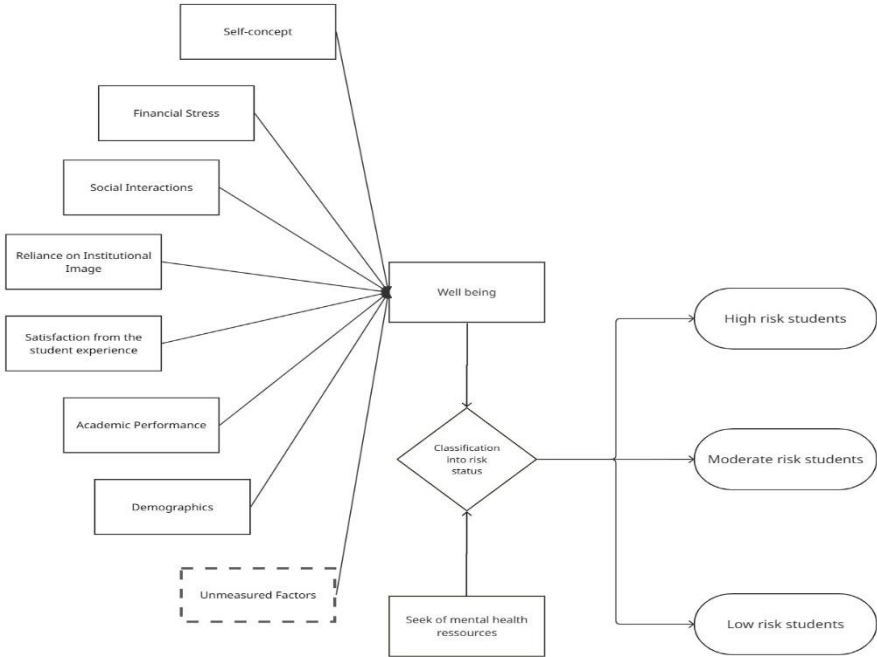 Self-concept
Financial Stress
Social Interactions
Reliance on Institutional
Image
Satisfaction from the
student experience
Academic Performance
Demographics
Unmeasured Factors
Well being
Classification
into risk
status
Seek of mental health
ressources
High risk students
Moderate risk students
Low risk students